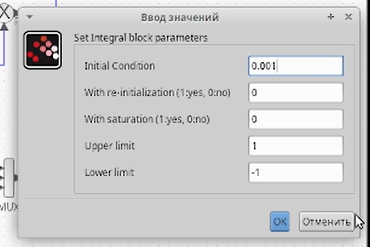 Ввод значений
Set Integral block parameters
Initial Condition 0.001
With re-initialization (1:yes, 0:no) 0
With saturation (1:yes, 0:no) 0
Upper limit 1
Lower limit -1
MUX
OK Отменить